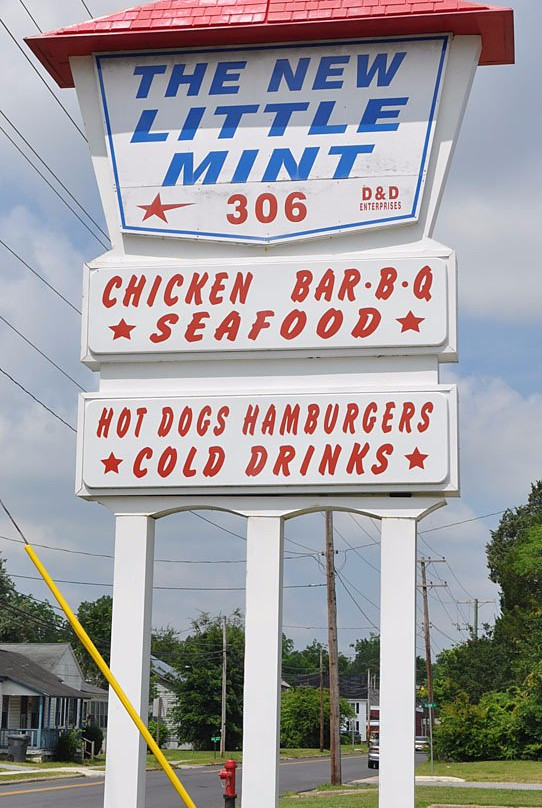 THE NEW
LITTLE
MINT
306
D&D
ENTERPRISES
CHICKEN BAR·B·Q
SEAFOOD
HOT DOGS HAMBURGERS
COLD DRINKS